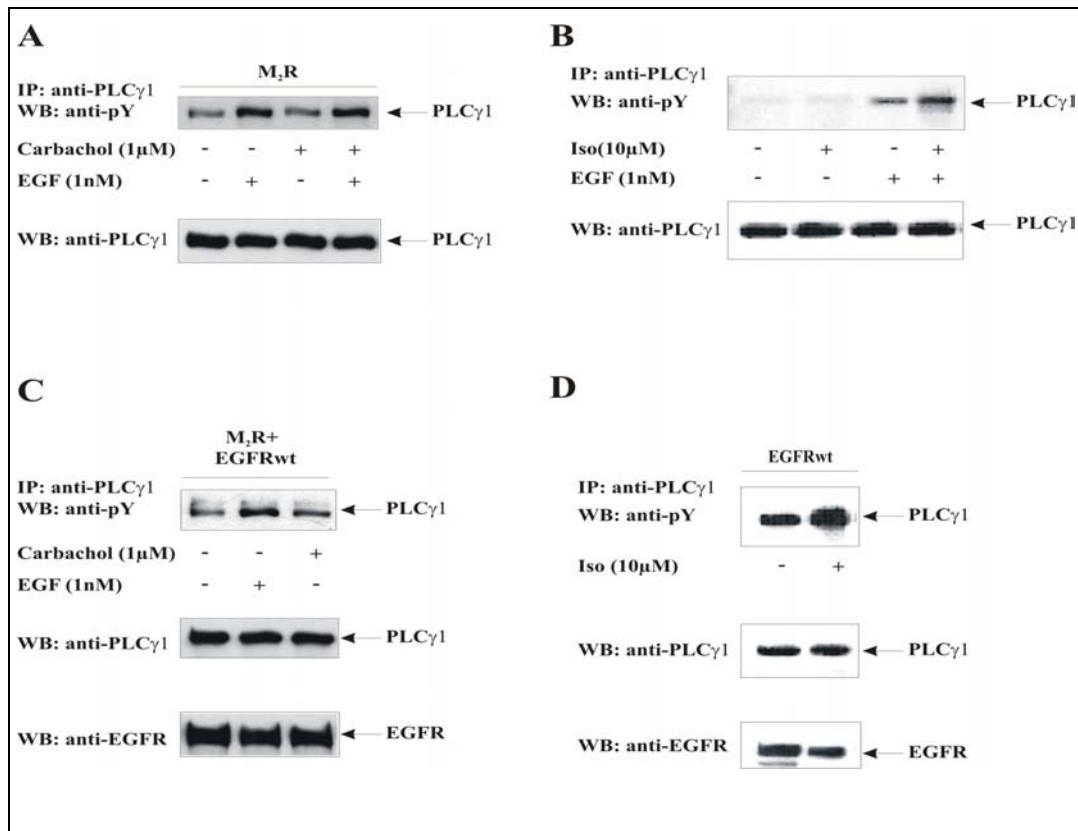 A
M₂R
IP: anti-PLCγ1
WB: anti-pY
PLCγ1
Carbachol (1µM) - - + +
EGF (1nM) - + - +
WB: anti-PLCγ1
PLCγ1
B
IP: anti-PLCγ1
WB: anti-pY
PLCγ1
Iso(10µM) - + - +
EGF (1nM) - - + +
WB: anti-PLCγ1
PLCγ1
C
M₂R+
EGFRwt
IP: anti-PLCγ1
WB: anti-pY
PLCγ1
Carbachol (1µM) - - +
EGF (1nM) - + -
WB: anti-PLCγ1
PLCγ1
WB: anti-EGFR
EGFR
D
EGFRwt
IP: anti-PLCγ1
WB: anti-pY
PLCγ1
Iso (10µM) - +
WB: anti-PLCγ1
PLCγ1
WB: anti-EGFR
EGFR